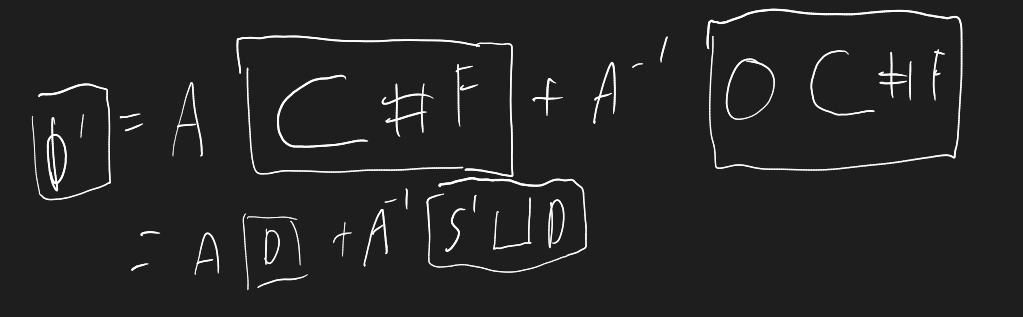 D' = A [C # F] + A⁻¹ [O C # F]
= A [D] + A⁻¹ [S' ⊔ D]